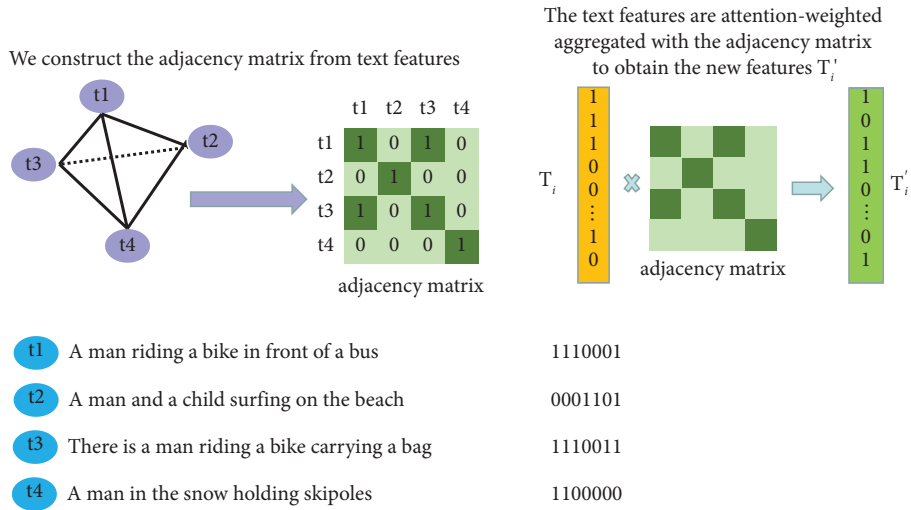 We construct the adjacency matrix from text features
t1
t2
t3
t4
t1 t2 t3 t4
t1 1 0 1 0
t2 0 1 0 0
t3 1 0 1 0
t4 0 0 0 1
adjacency matrix
The text features are attention-weighted
aggregated with the adjacency matrix
to obtain the new features T_i'
T_i
1
1
1
0
0
⋮
1
0
adjacency matrix
1
0
1
1
0
⋮
0
1
T_i'
t1 A man riding a bike in front of a bus 1110001
t2 A man and a child surfing on the beach 0001101
t3 There is a man riding a bike carrying a bag 1110011
t4 A man in the snow holding skipoles 1100000